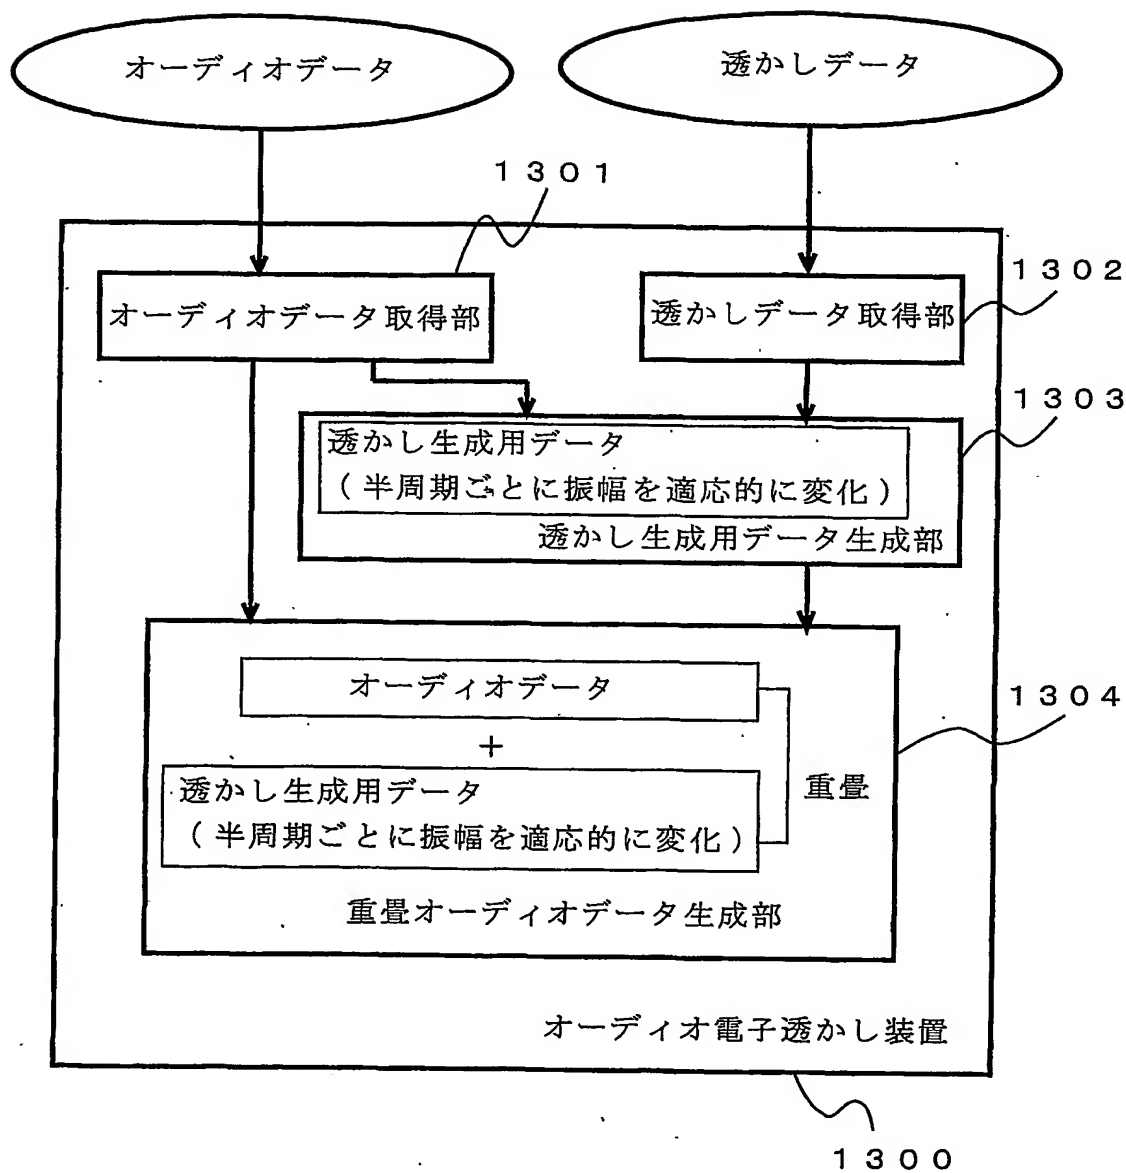 オーディオデータ
透かしデータ
1301
1302
オーディオデータ取得部
透かしデータ取得部
1303
透かし生成用データ
(半周期ごとに振幅を適応的に変化)
透かし生成用データ生成部
1304
オーディオデータ
+
透かし生成用データ
(半周期ごとに振幅を適応的に変化)
重畳
重畳オーディオデータ生成部
オーディオ電子透かし装置
1300